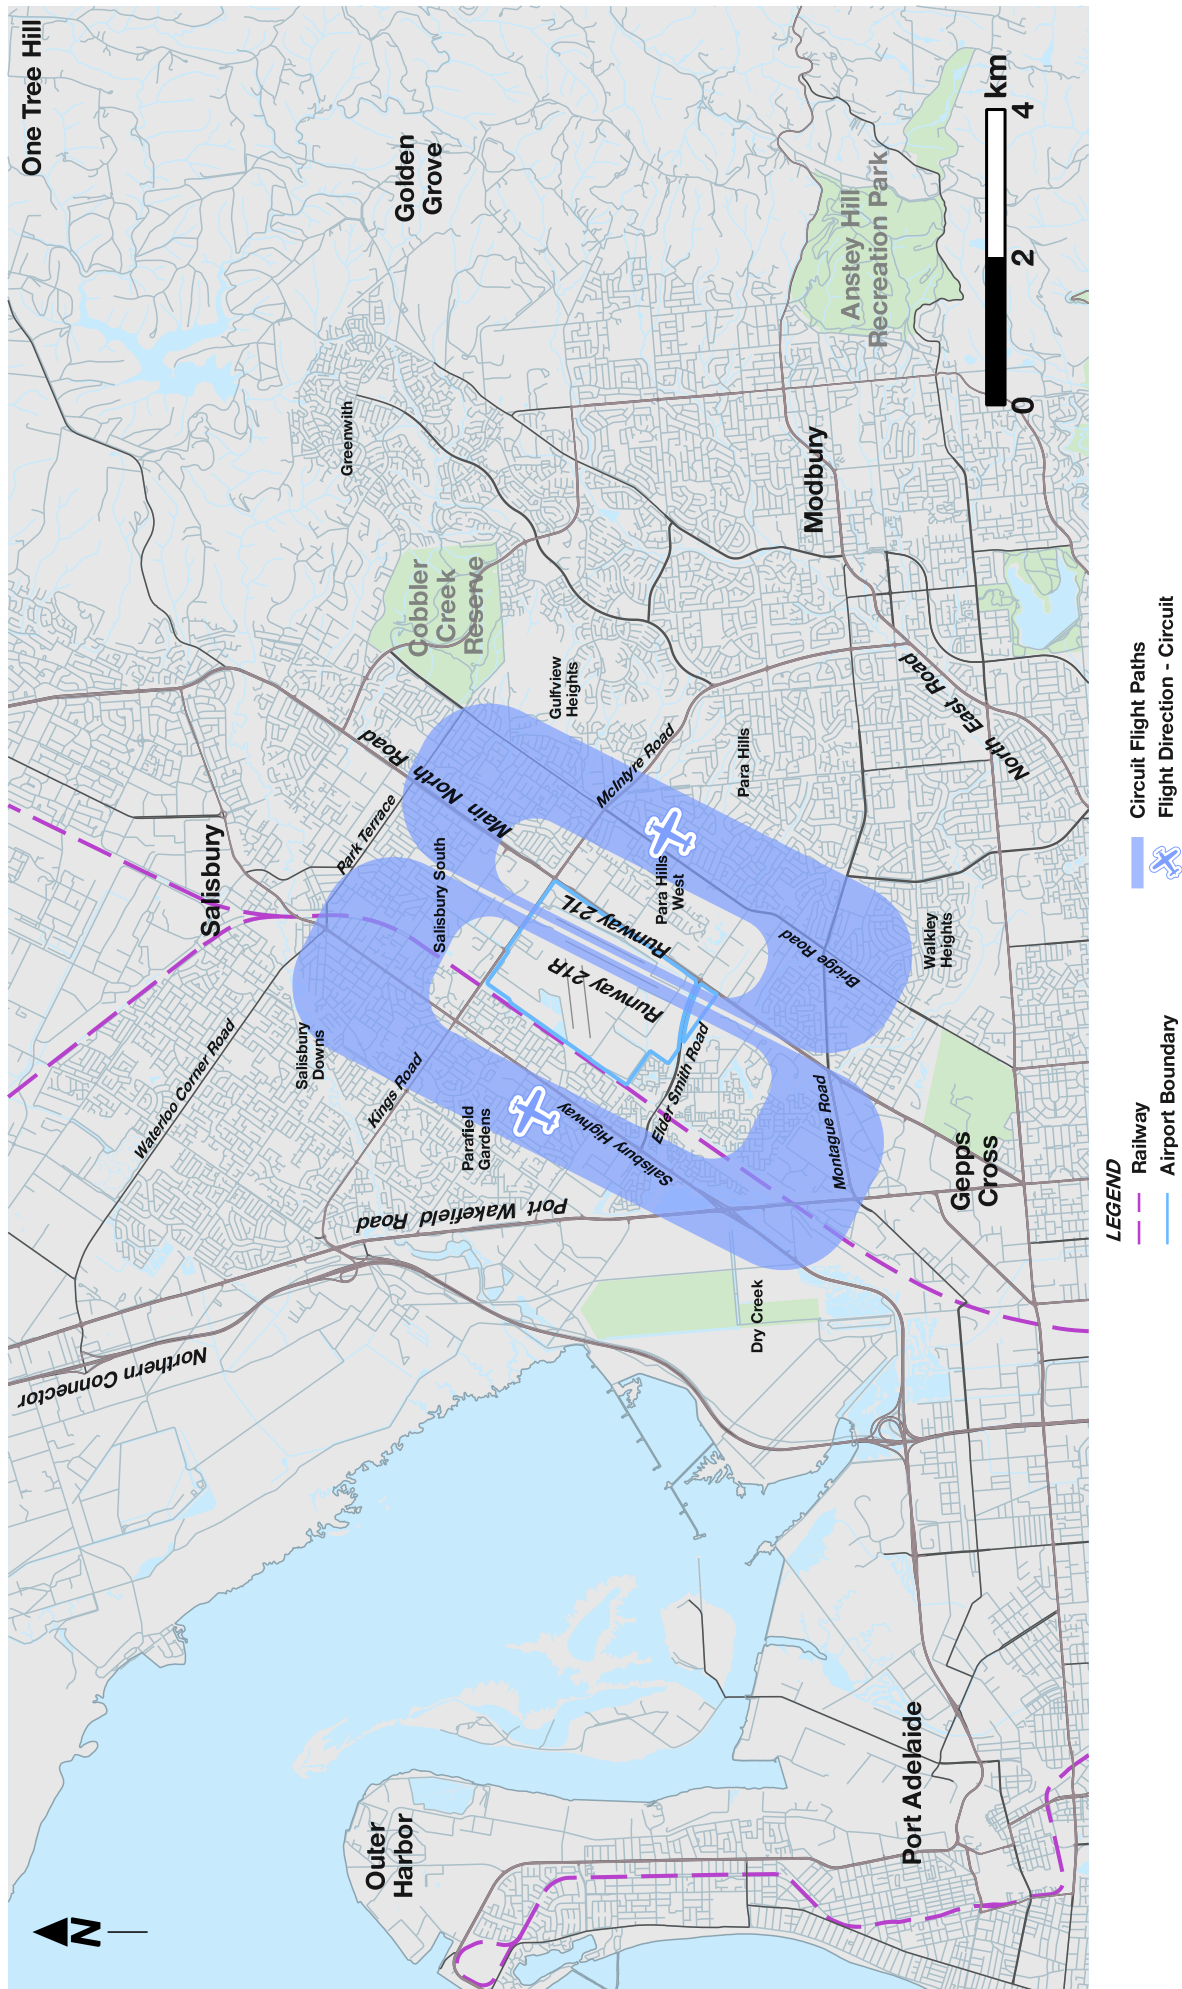 One Tree Hill
Golden
Grove
Greenwith
Cobbler
Creek
Reserve
Anstey Hill
Recreation Park
Modbury
Gulfview
Heights
Para Hills
North East Road
McIntyre Road
Main North Road
Park Terrace
Salisbury
Salisbury South
Para Hills
West
Runway 21L
Runway 21R
Bridge Road
Walkley
Heights
Waterloo Corner Road
Salisbury
Downs
Kings Road
Parafield
Gardens
Salisbury Highway
Elder Smith Road
Montague Road
Gepps
Cross
Port Wakefield Road
Northern Connector
Dry Creek
Outer
Harbor
Port Adelaide
N
0
2
4
km
LEGEND
Railway
Airport Boundary
Circuit Flight Paths
Flight Direction - Circuit